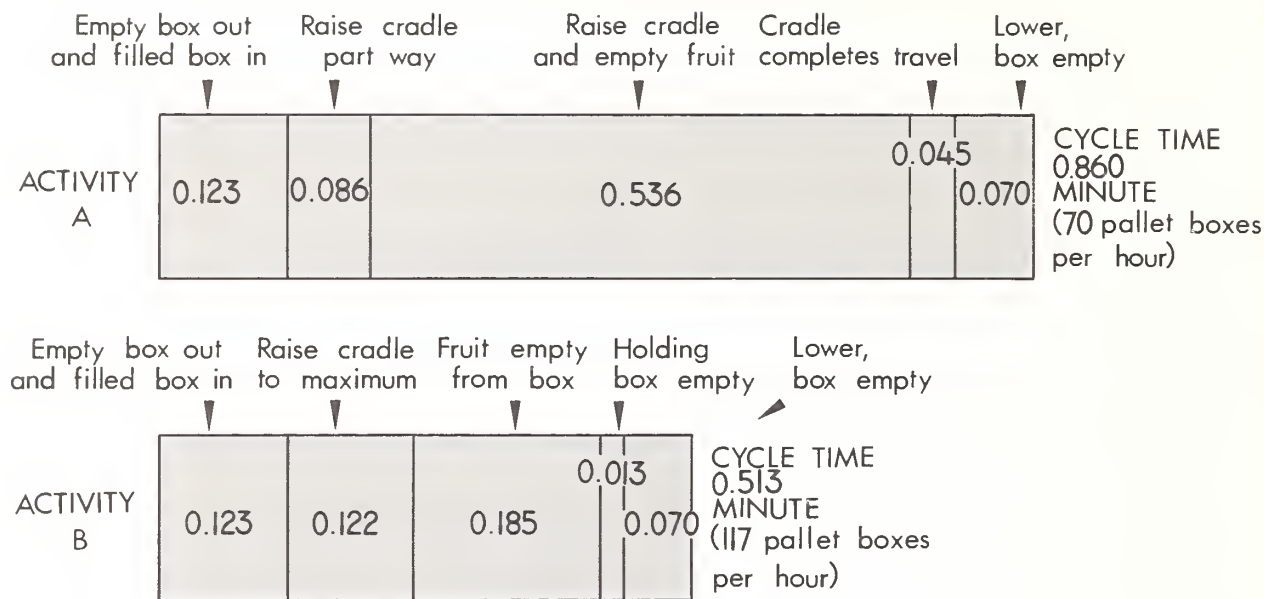 Empty box out
and filled box in
Raise cradle
part way
Raise cradle
and empty fruit
Cradle
completes travel
Lower,
box empty
ACTIVITY
A
0.123
0.086
0.536
0.045
0.070
CYCLE TIME
0.860
MINUTE
(70 pallet boxes
per hour)
Empty box out
and filled box in
Raise cradle
to maximum
Fruit empty
from box
Holding
box empty
Lower,
box empty
ACTIVITY
B
0.123
0.122
0.185
0.013
0.070
CYCLE TIME
0.513
MINUTE
(117 pallet boxes
per hour)